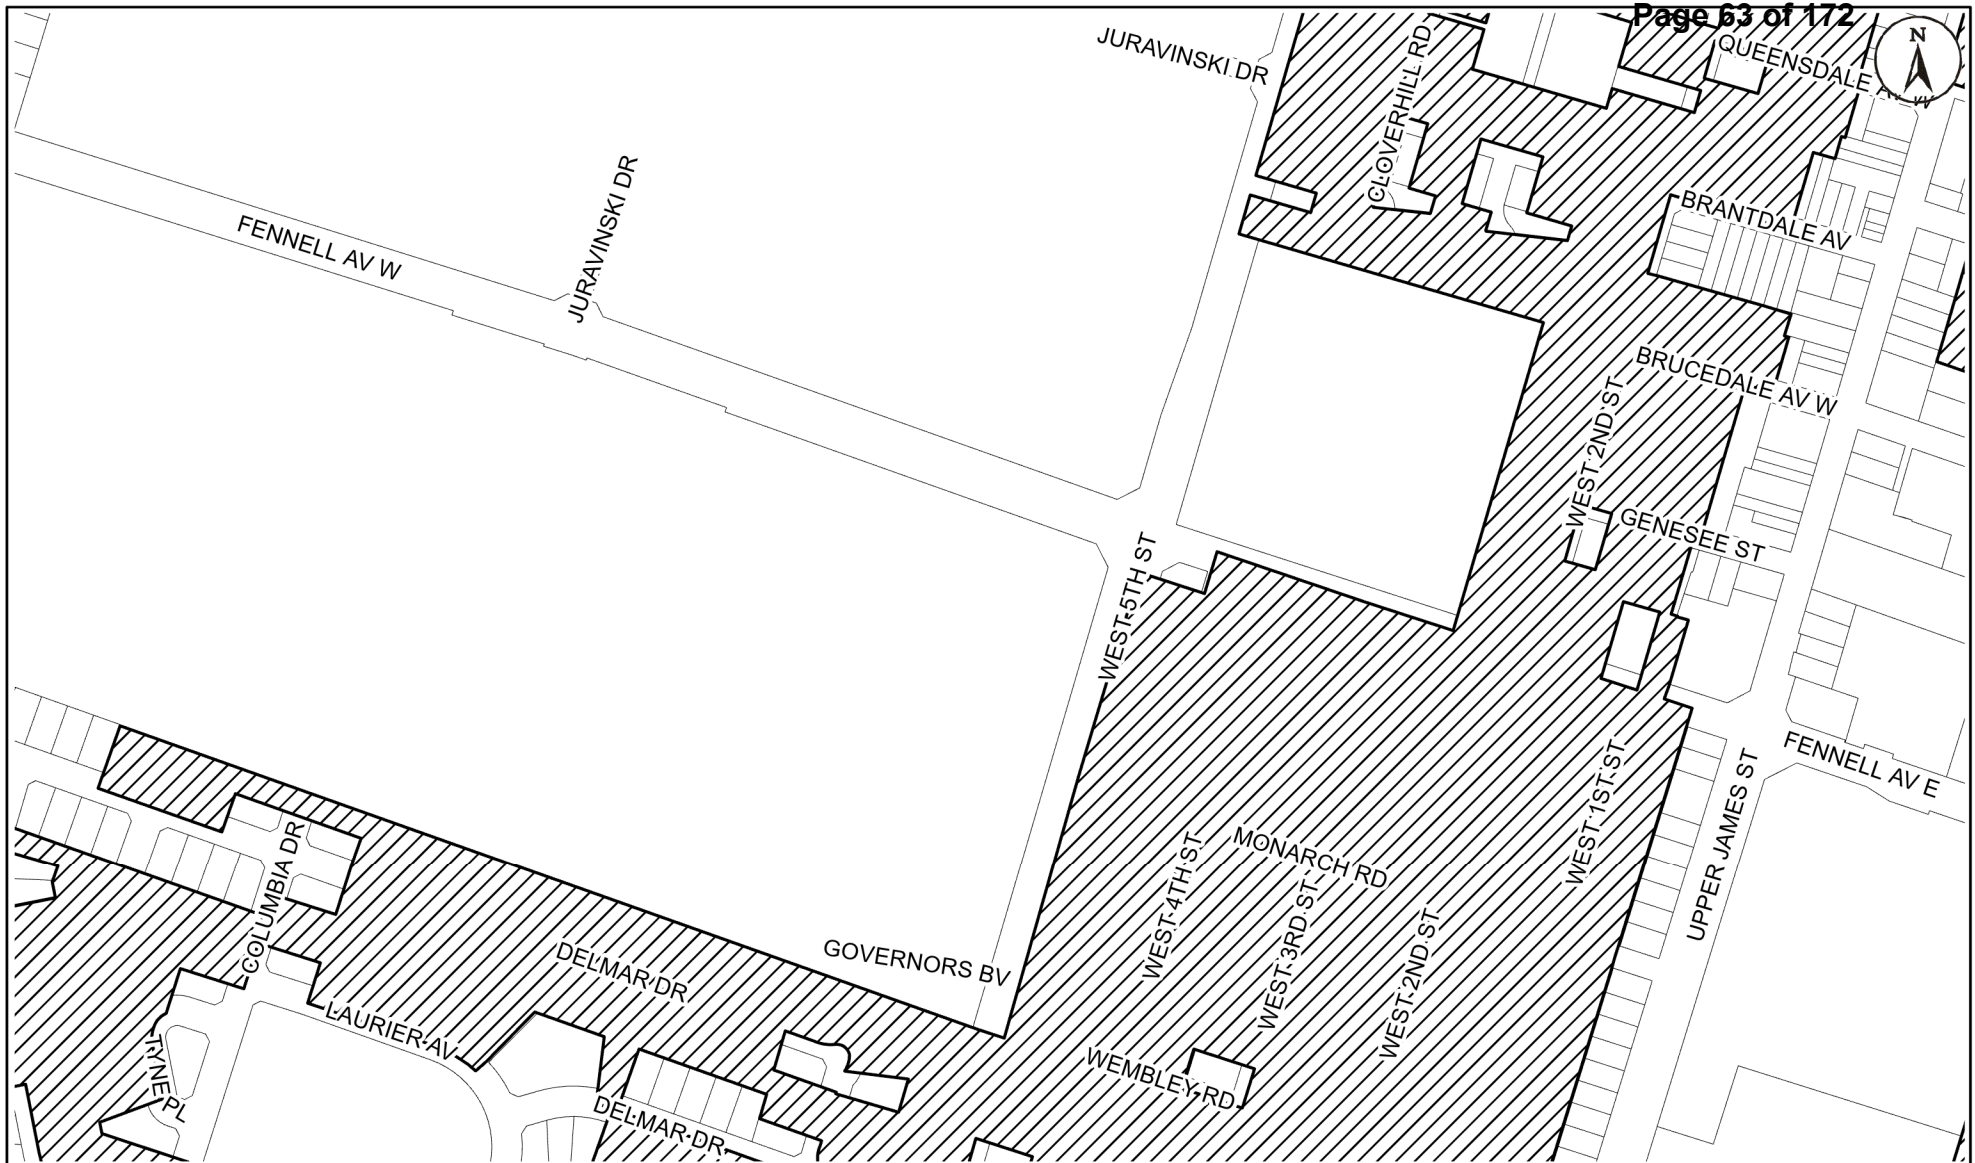 Page 63 of 172
N
JURAVINSKI DR
CLOVERHILL RD
QUEENSDALE AV W
JURAVINSKI DR
FENNELL AV W
BRANTDALE AV
BRUCEDALE AV W
WEST 2ND ST
GENESEE ST
WEST 5TH ST
FENNELL AV E
UPPER JAMES ST
WEST 1ST ST
MONARCH RD
WEST 4TH ST
WEST 3RD ST
WEST 2ND ST
COLUMBIA DR
GOVERNORS BV
DELMAR DR
LAURIER AV
TYNE PL
WEMBLEY RD
DELMAR DR